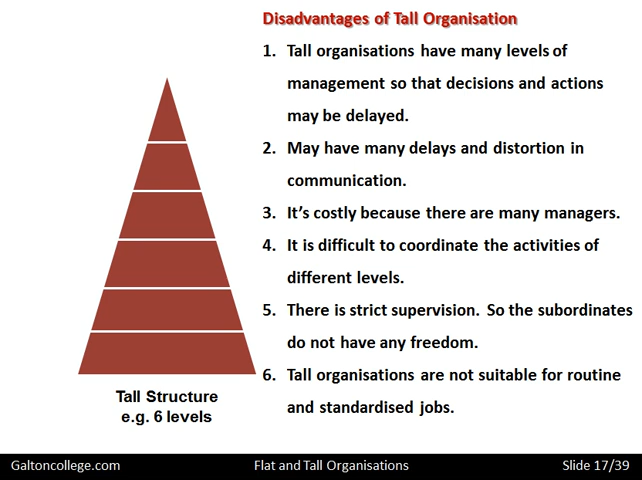 Disadvantages of Tall Organisation
1. Tall organisations have many levels of
management so that decisions and actions
may be delayed.
2. May have many delays and distortion in
communication.
3. It's costly because there are many managers.
4. It is difficult to coordinate the activities of
different levels.
5. There is strict supervision. So the subordinates
do not have any freedom.
6. Tall organisations are not suitable for routine
and standardised jobs.
Tall Structure
e.g. 6 levels
Galtoncollege.com Flat and Tall Organisations Slide 17/39